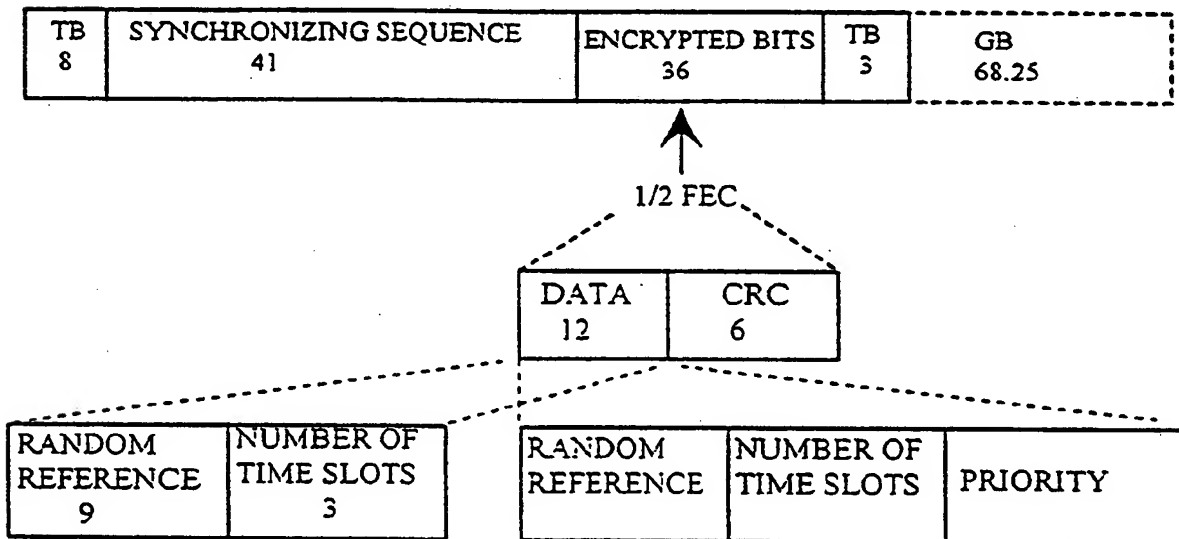 TB SYNCHRONIZING SEQUENCE ENCRYPTED BITS TB GB
8 41 36 3 68.25
1/2 FEC
DATA CRC
12 6
RANDOM REFERENCE 9
NUMBER OF TIME SLOTS 3
RANDOM REFERENCE
NUMBER OF TIME SLOTS
PRIORITY